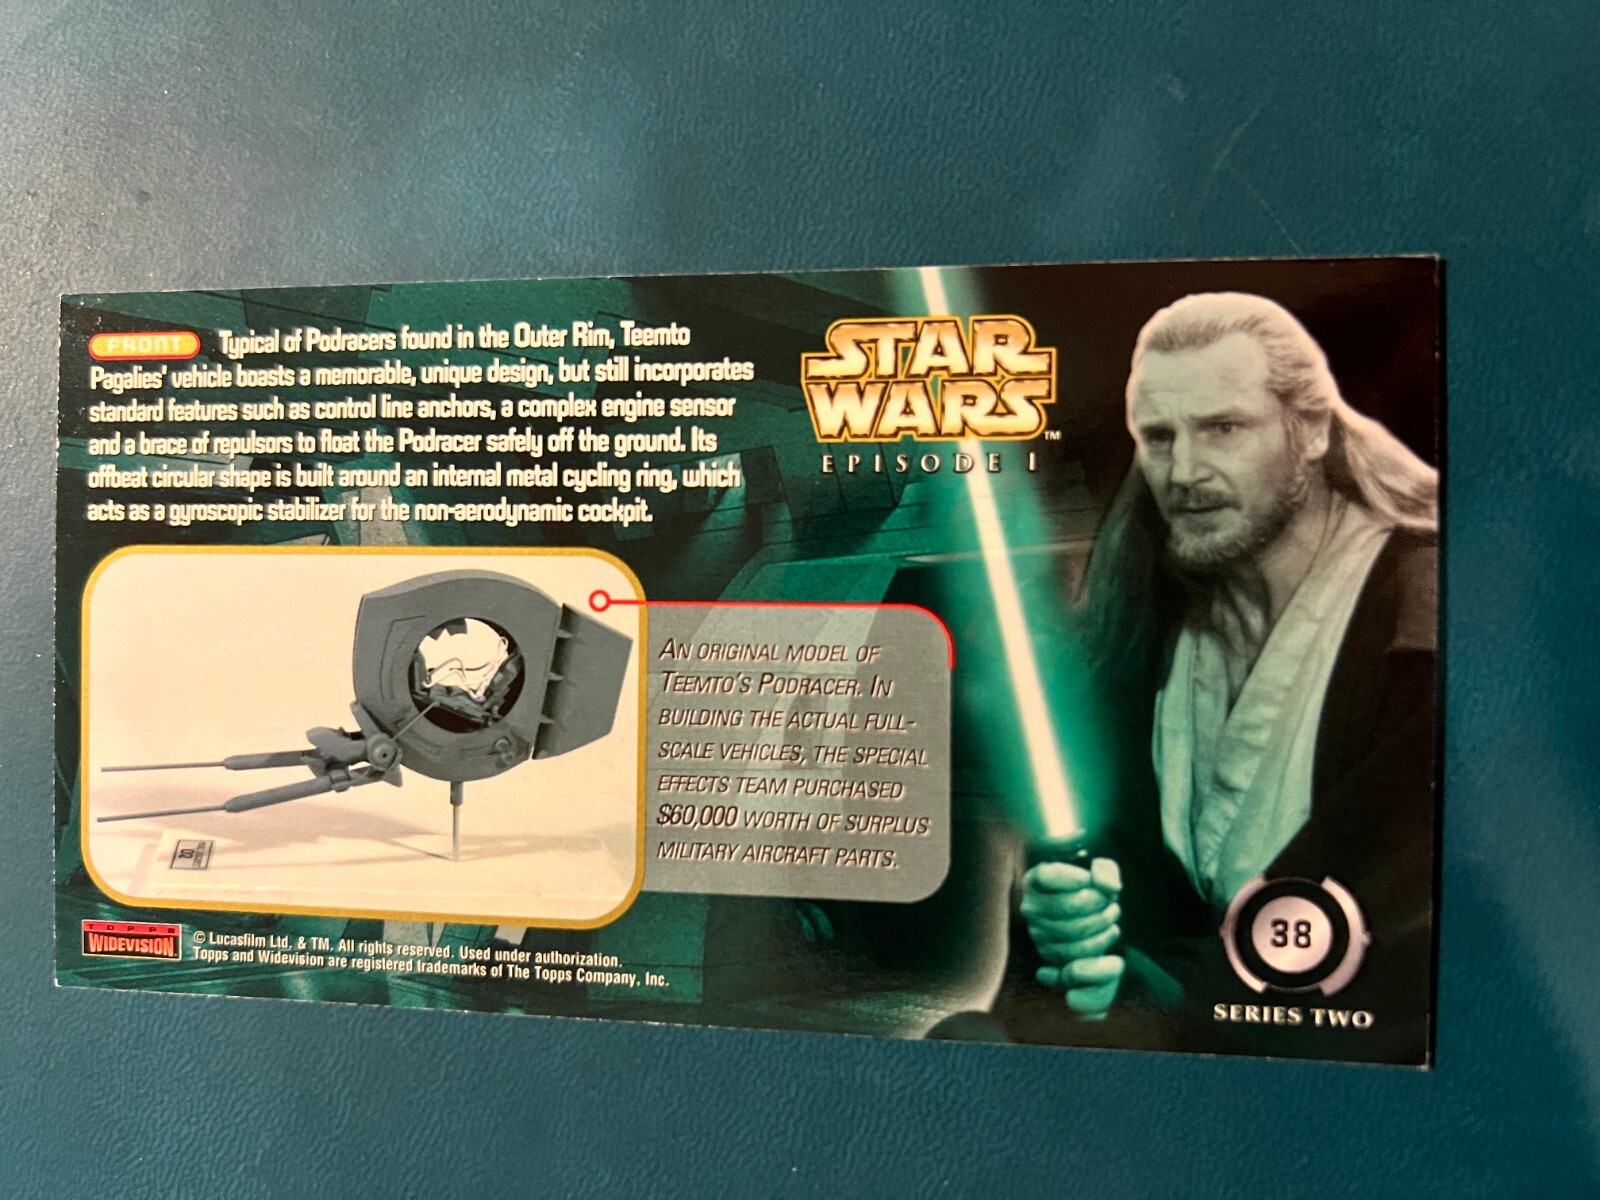 FRONT Typical of Podracers found in the Outer Rim, Teemto
Pagalies' vehicle boasts a memorable, unique design, but still incorporates
standard features such as control line anchors, a complex engine sensor
and a brace of repulsors to float the Podracer safely off the ground. Its
offbeat circular shape is built around an internal metal cycling ring, which
acts as a gyroscopic stabilizer for the non-aerodynamic cockpit.
STAR
WARS™
EPISODE I
AN ORIGINAL MODEL OF
TEEMTO'S PODRACER. IN
BUILDING THE ACTUAL FULL-
SCALE VEHICLES, THE SPECIAL
EFFECTS TEAM PURCHASED
$60,000 WORTH OF SURPLUS
MILITARY AIRCRAFT PARTS.
TOPPS
WIDEVISION
© Lucasfilm Ltd. & TM. All rights reserved. Used under authorization.
Topps and Widevision are registered trademarks of The Topps Company, Inc.
38
SERIES TWO